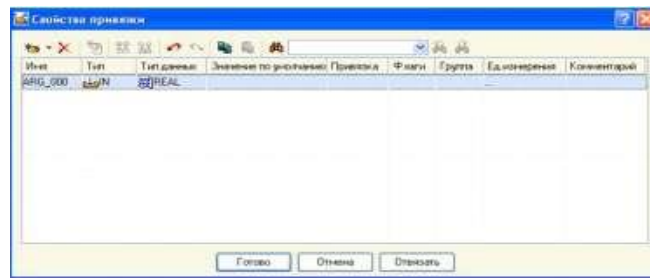 Свойства привязки
Имя Тип Тип данных Значение по умолчанию Привязка Флаги Группа Ед.измерения Комментарий
ARG_000 IN REAL ...
Готово Отмена Отвязать